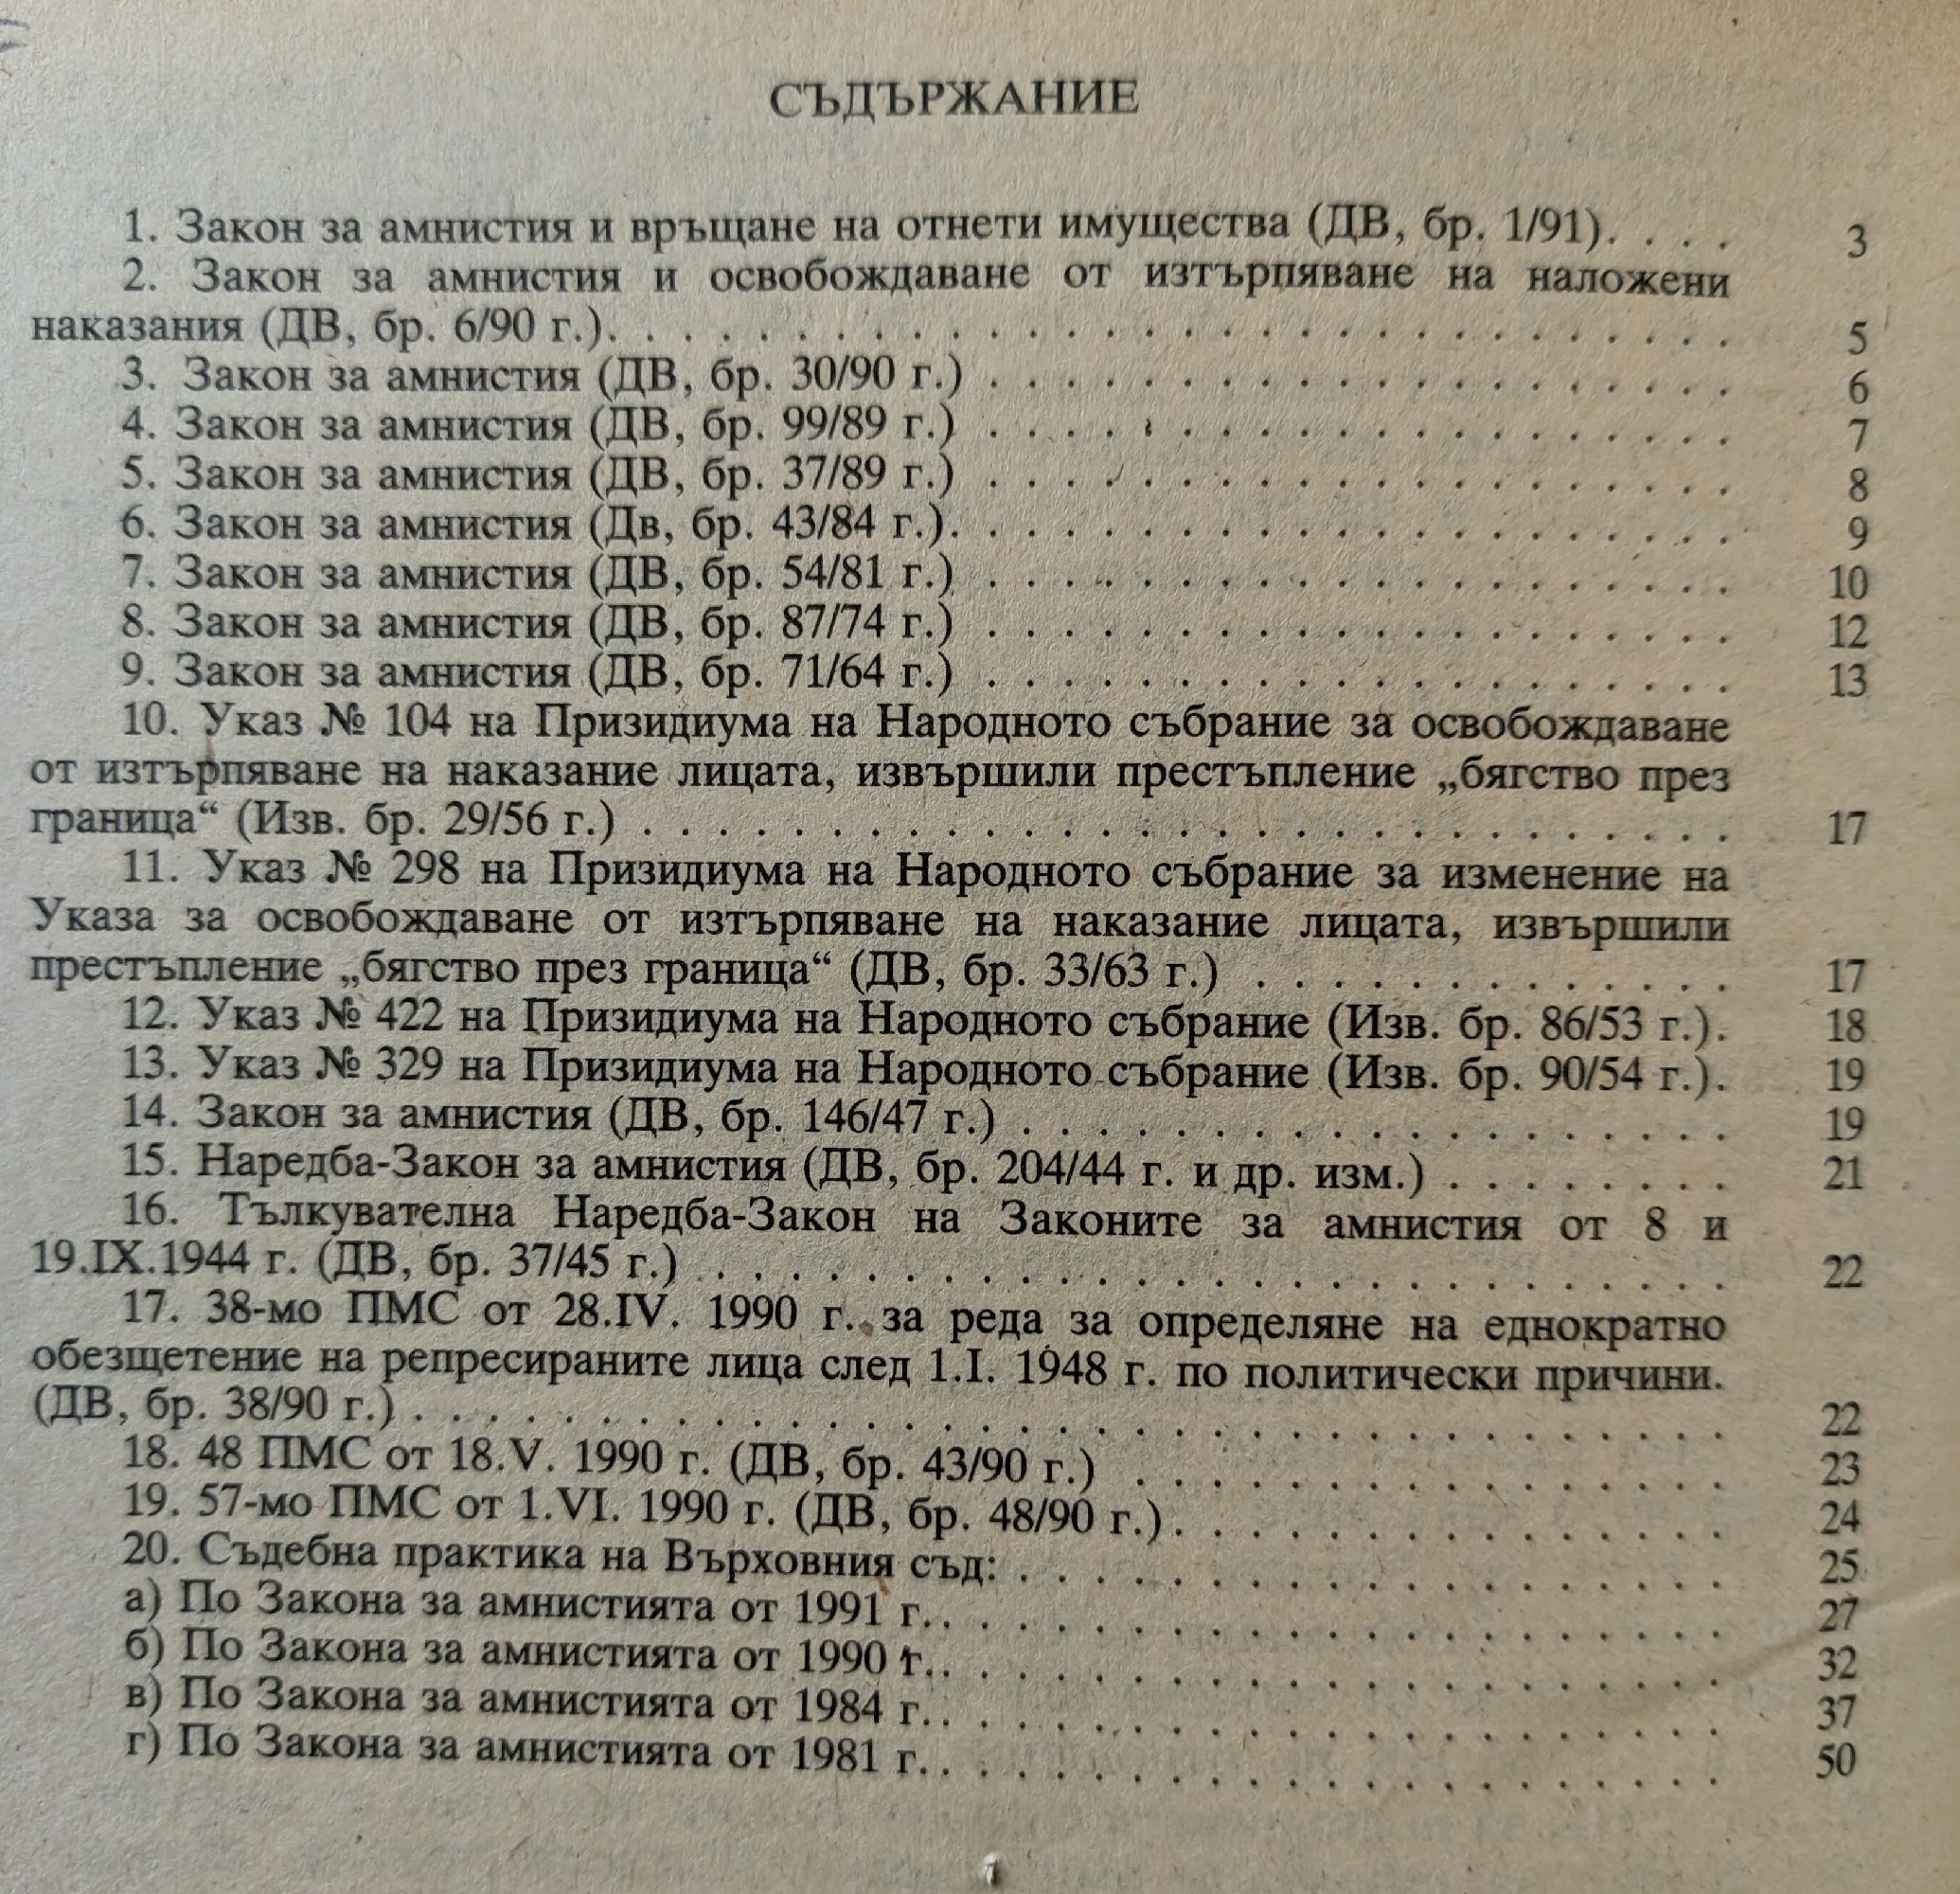 СЪДЪРЖАНИЕ
1. Закон за амнистия и връщане на отнети имущества (ДВ, бр. 1/91). . . . 3
2. Закон за амнистия и освобождаване от изтърпяване на наложени
наказания (ДВ, бр. 6/90 г.). . . . . . . . . . . . . . . . . . . . . . . . . . . . 5
3. Закон за амнистия (ДВ, бр. 30/90 г.) . . . . . . . . . . . . . . . . . . . . 6
4. Закон за амнистия (ДВ, бр. 99/89 г.) . . . . . . . . . . . . . . . . . . . . 7
5. Закон за амнистия (ДВ, бр. 37/89 г.) . . . . . . . . . . . . . . . . . . . . 8
6. Закон за амнистия (Дв, бр. 43/84 г.). . . . . . . . . . . . . . . . . . . . . 9
7. Закон за амнистия (ДВ, бр. 54/81 г.) . . . . . . . . . . . . . . . . . . . . 10
8. Закон за амнистия (ДВ, бр. 87/74 г.) . . . . . . . . . . . . . . . . . . . . 12
9. Закон за амнистия (ДВ, бр. 71/64 г.) . . . . . . . . . . . . . . . . . . . . 13
10. Указ № 104 на Призидиума на Народното събрание за освобождаване
от изтърпяване на наказание лицата, извършили престъпление „бягство през
граница“ (Изв. бр. 29/56 г.) . . . . . . . . . . . . . . . . . . . . . . . . . . . . . 17
11. Указ № 298 на Призидиума на Народното събрание за изменение на
Указа за освобождаване от изтърпяване на наказание лицата, извършили
престъпление „бягство през граница“ (ДВ, бр. 33/63 г.) . . . . . . . . . . . . . 17
12. Указ № 422 на Призидиума на Народното събрание (Изв. бр. 86/53 г.). 18
13. Указ № 329 на Призидиума на Народното събрание (Изв. бр. 90/54 г.). 19
14. Закон за амнистия (ДВ, бр. 146/47 г.) . . . . . . . . . . . . . . . . . . . 19
15. Наредба-Закон за амнистия (ДВ, бр. 204/44 г. и др. изм.) . . . . . . . . 21
16. Тълкувателна Наредба-Закон на Законите за амнистия от 8 и
19.IX.1944 г. (ДВ, бр. 37/45 г.) . . . . . . . . . . . . . . . . . . . . . . . . . . . 22
17. 38-мо ПМС от 28.IV. 1990 г. за реда за определяне на еднократно
обезщетение на репресираните лица след 1.I. 1948 г. по политически причини.
(ДВ, бр. 38/90 г.) . . . . . . . . . . . . . . . . . . . . . . . . . . . . . . . . . . . 22
18. 48 ПМС от 18.V. 1990 г. (ДВ, бр. 43/90 г.) . . . . . . . . . . . . . . . . 23
19. 57-мо ПМС от 1.VI. 1990 г. (ДВ, бр. 48/90 г.). . . . . . . . . . . . . . . 24
20. Съдебна практика на Върховния съд: . . . . . . . . . . . . . . . . . . . 25
а) По Закона за амнистията от 1991 г.. . . . . . . . . . . . . . . . . . . . . . 27
б) По Закона за амнистията от 1990 г.. . . . . . . . . . . . . . . . . . . . . . 32
в) По Закона за амнистията от 1984 г.. . . . . . . . . . . . . . . . . . . . . . 37
г) По Закона за амнистията от 1981 г.. . . . . . . . . . . . . . . . . . . . . . 50